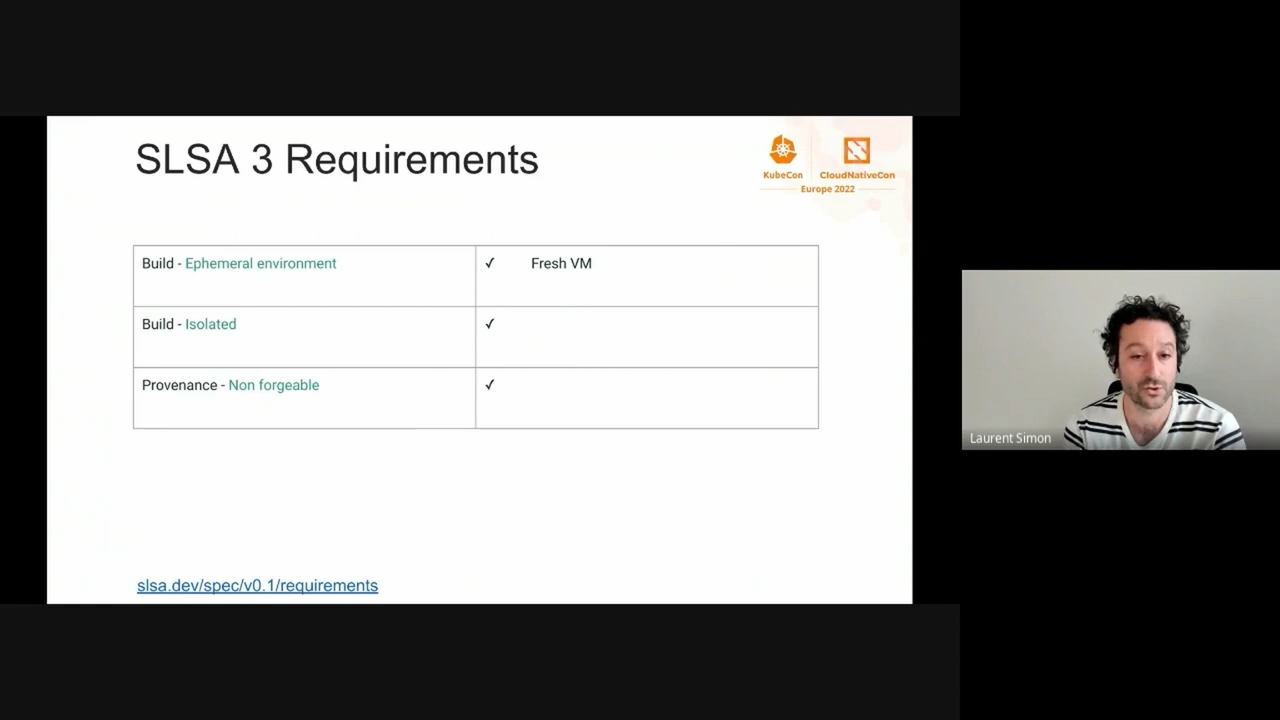 SLSA 3 Requirements
KubeCon
CloudNativeCon
Europe 2022
Build - Ephemeral environment
✓ Fresh VM
Build - Isolated
✓
Provenance - Non forgeable
✓
slsa.dev/spec/v0.1/requirements
Laurent Simon